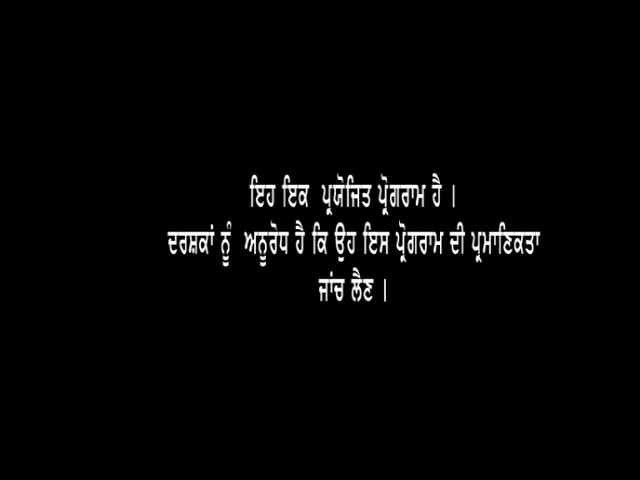 ਇਹ ਇਕ ਪ੍ਰਯੋਜਿਤ ਪ੍ਰੋਗਰਾਮ ਹੈ ।
ਦਰਸ਼ਕਾਂ ਨੂੰ ਅਨੂਰੋਧ ਹੈ ਕਿ ਉਹ ਇਸ ਪ੍ਰੋਗਰਾਮ ਦੀ ਪ੍ਰਮਾਣਿਕਤਾ
ਜਾਂਚ ਲੈਣ ।